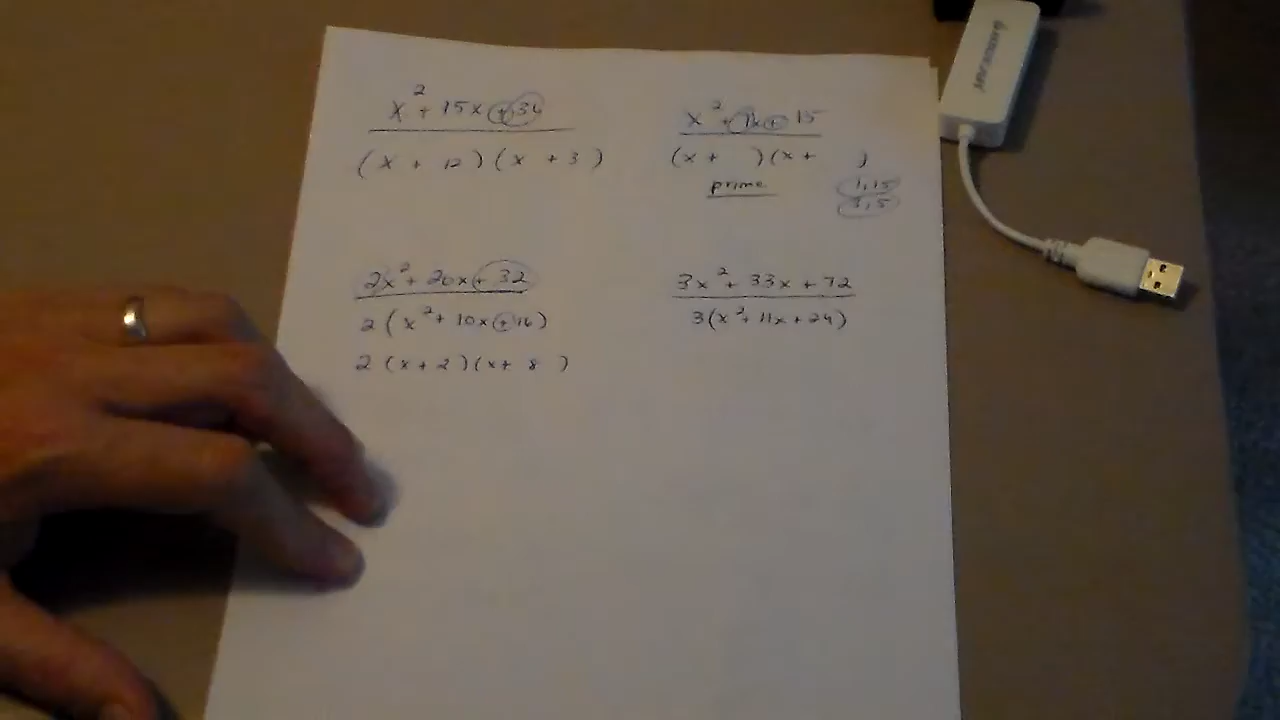 x² + 15x + 36
(x + 12)(x + 3)
x² + 7x + 15
(x + )(x + )
prime
1,15
3,5
2x² + 20x + 32
2(x² + 10x + 16)
2(x + 2)(x + 8)
3x² + 33x + 72
3(x² + 11x + 24)